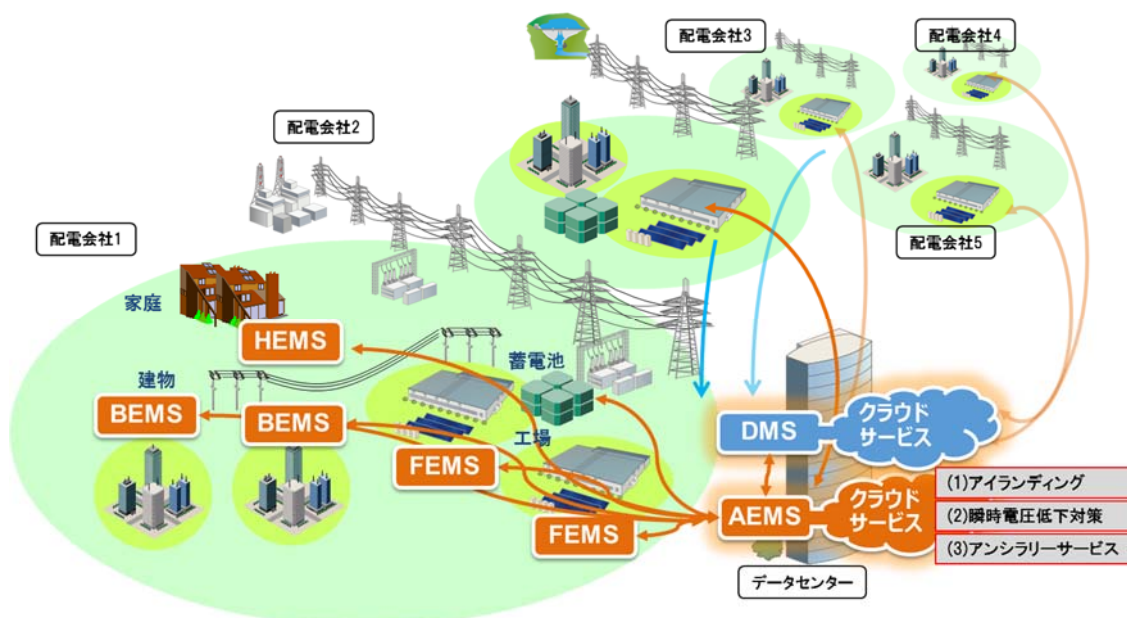 配電会社3
配電会社4
配電会社2
配電会社1
配電会社5
家庭
HEMS
蓄電池
建物
BEMS
BEMS
工場
FEMS
FEMS
DMS
クラウド
サービス
AEMS
クラウド
サービス
(1)アイランディング
(2)瞬時電圧低下対策
(3)アンシラリーサービス
データセンター